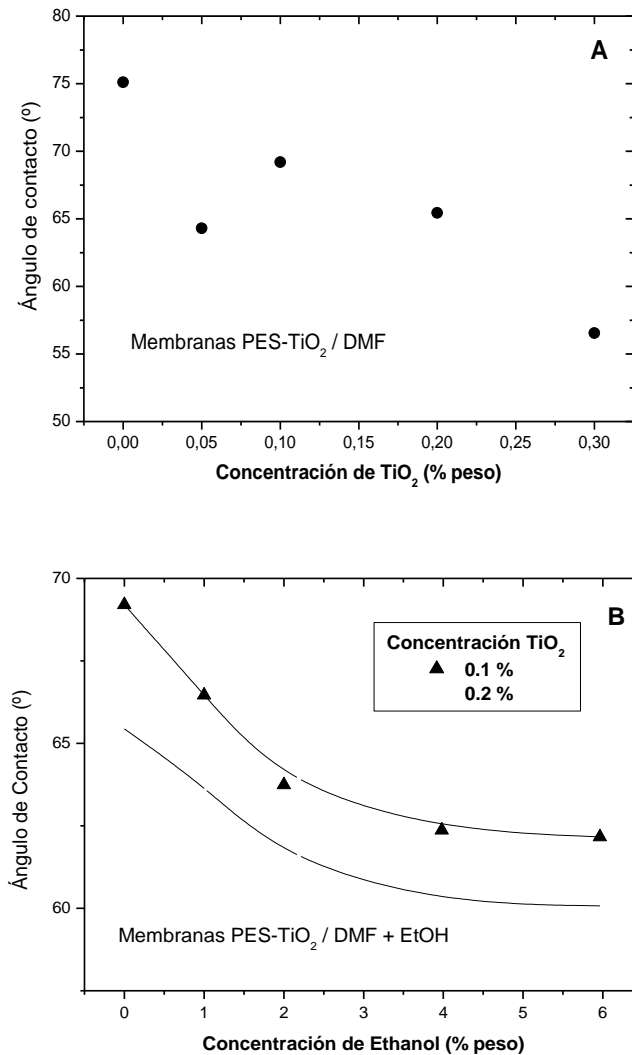 80
A
75
70
65
60
55
50
Ángulo de contacto (º)
Membranas PES-TiO2 / DMF
0,00 0,05 0,10 0,15 0,20 0,25 0,30
Concentración de TiO2 (% peso)
70
B
65
60
Ángulo de Contacto (º)
Concentración TiO2
0.1 %
0.2 %
Membranas PES-TiO2 / DMF + EtOH
0 1 2 3 4 5 6
Concentración de Ethanol (% peso)